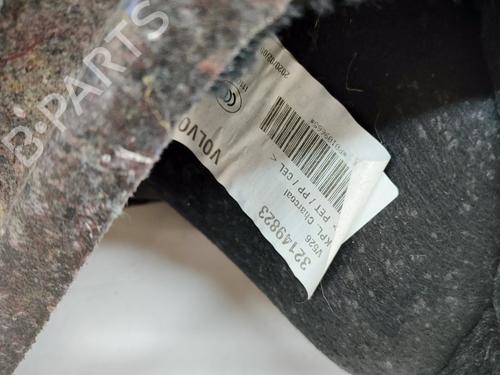 B-PARTS
VOLVO
32149823
V526
KPL. Charcoal
PET / PP / CEL <